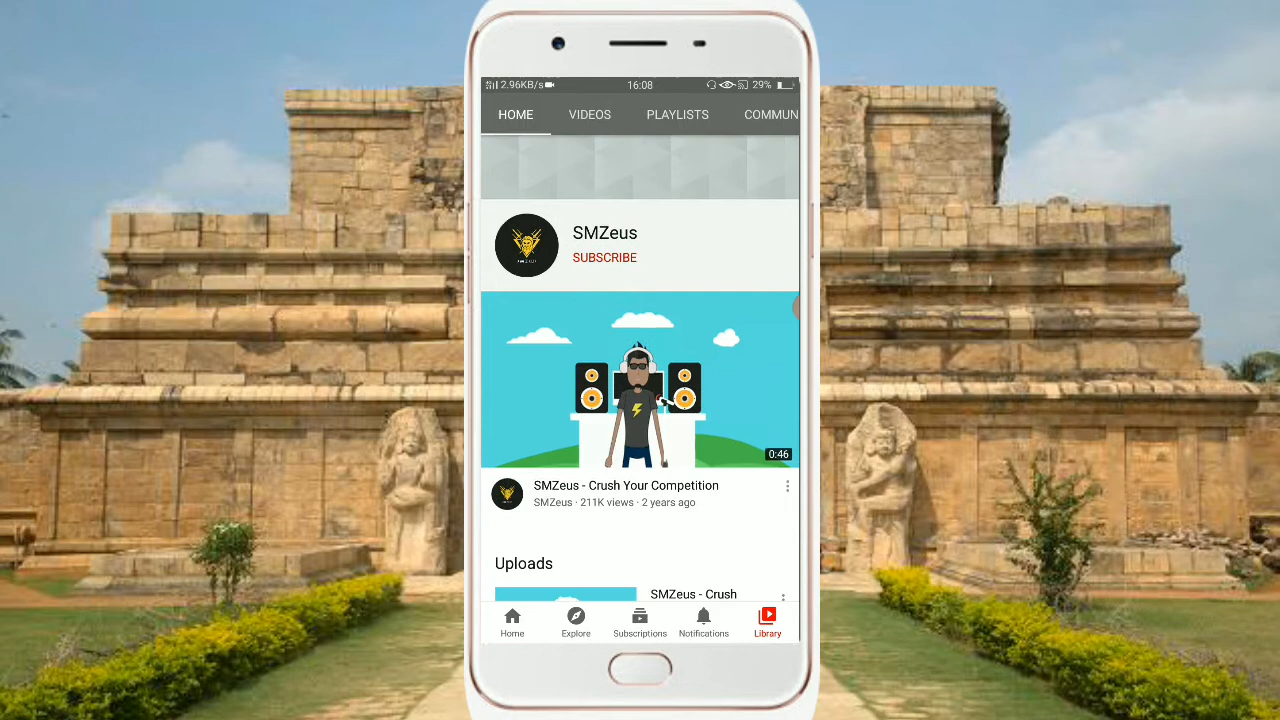 2.96KB/s 16:08 29%
HOME VIDEOS PLAYLISTS COMMUN
SMZeus
SUBSCRIBE
0:46
SMZeus - Crush Your Competition
SMZeus · 211K views · 2 years ago
Uploads
SMZeus - Crush
Home Explore Subscriptions Notifications Library